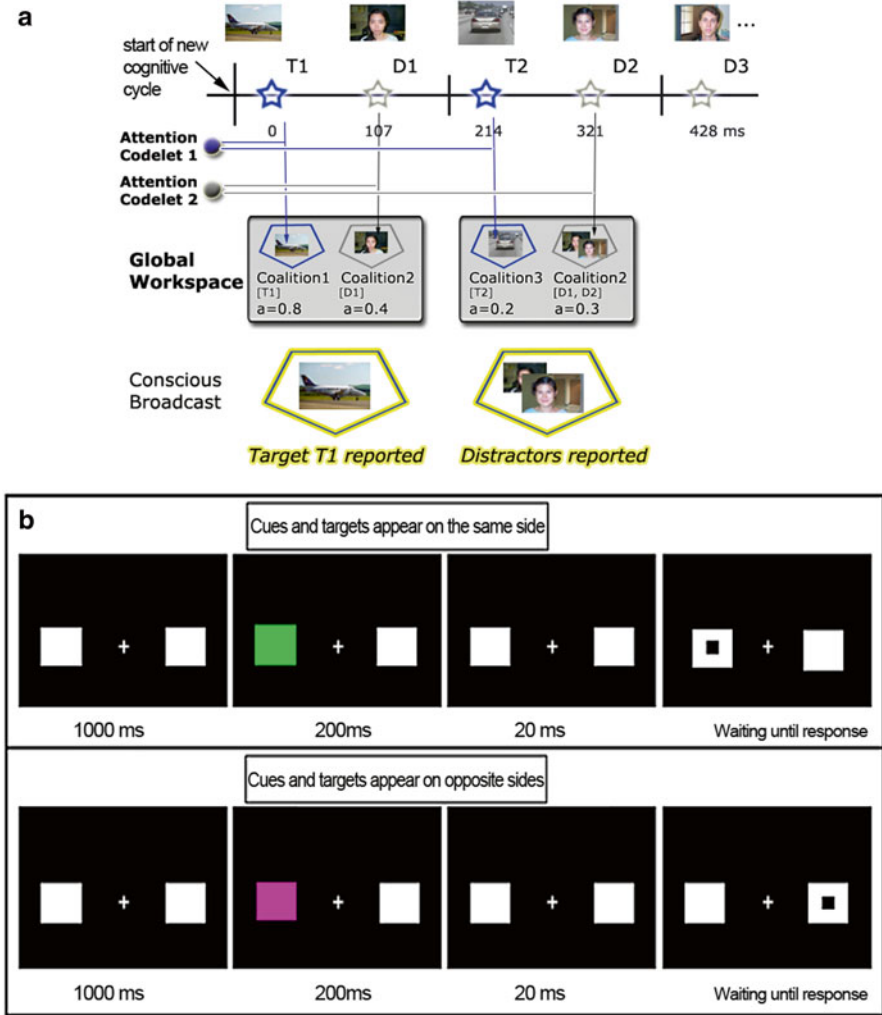 a
start of new
cognitive
cycle
T1 D1 T2 D2 D3 ...
0 107 214 321 428 ms
Attention
Codelet 1
Attention
Codelet 2
Global
Workspace
Coalition1 Coalition2 Coalition3 Coalition2
[T1] [D1] [T2] [D1, D2]
a=0.8 a=0.4 a=0.2 a=0.3
Conscious
Broadcast
Target T1 reported Distractors reported
b
Cues and targets appear on the same side
1000 ms 200ms 20 ms Waiting until response
Cues and targets appear on opposite sides
1000 ms 200ms 20 ms Waiting until response